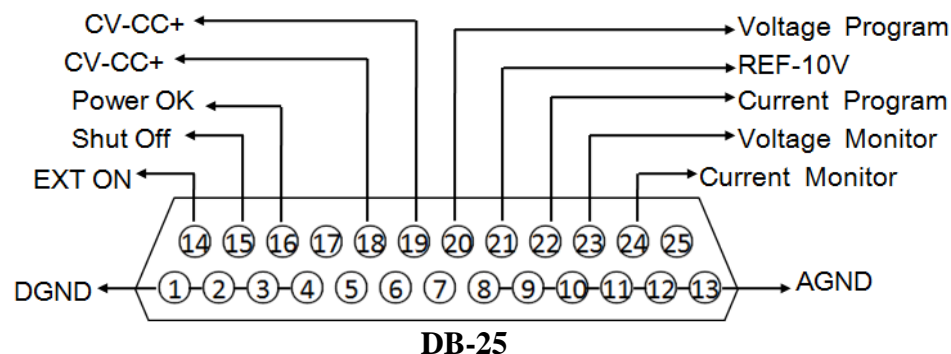 CV-CC+
CV-CC+
Power OK
Shut Off
EXT ON
Voltage Program
REF-10V
Current Program
Voltage Monitor
Current Monitor
14 15 16 17 18 19 20 21 22 23 24 25
DGND
1 2 3 4 5 6 7 8 9 10 11 12 13
AGND
DB-25